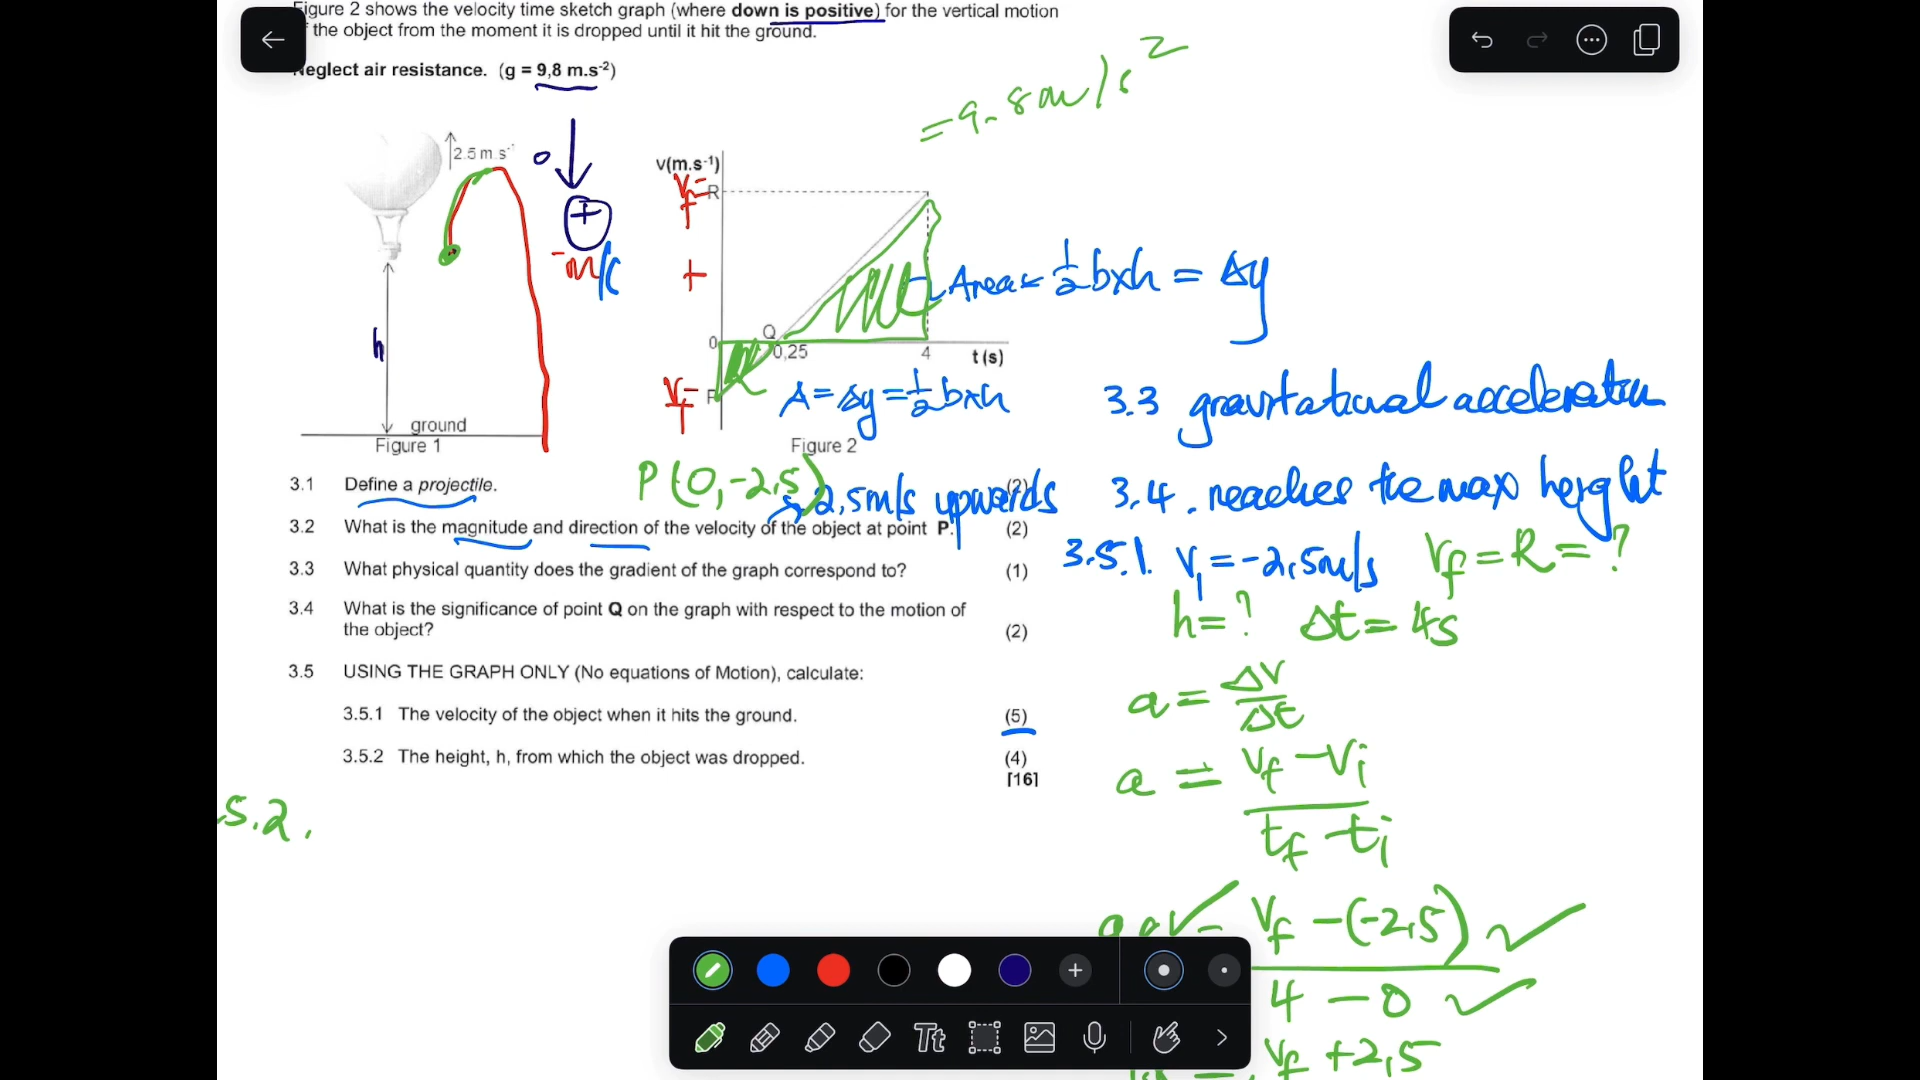 Figure 2 shows the velocity time sketch graph (where down is positive) for the vertical motion
the object from the moment it is dropped until it hit the ground.
Neglect air resistance. (g = 9,8 m.s-2)
= 9.8m/s2
2.5 m.s-1
0
+
-m/s
h
ground
Figure 1
v(m.s-1)
vf =
R
+
Q
0
0,25
4
t (s)
vi =
P
Area = 1/2 b×h = Δy
A = Δy = 1/2 b×h
Figure 2
3.3 gravitational acceleration
P(0,-2,5)
2,5m/s upwards
3.4. reaches the max height
3.1 Define a projectile. (2)
3.2 What is the magnitude and direction of the velocity of the object at point P. (2)
3.3 What physical quantity does the gradient of the graph correspond to? (1)
3.4 What is the significance of point Q on the graph with respect to the motion of
the object? (2)
3.5 USING THE GRAPH ONLY (No equations of Motion), calculate:
3.5.1 The velocity of the object when it hits the ground. (5)
3.5.2 The height, h, from which the object was dropped. (4)
[16]
3.5.1. vi = -2,5m/s vf = R = ?
h = ? Δt = 4s
a = Δv/Δt
a = vf - vi
tf - ti
vf - (-2,5)
4 - 0
vf + 2,5
5.2.
Tt